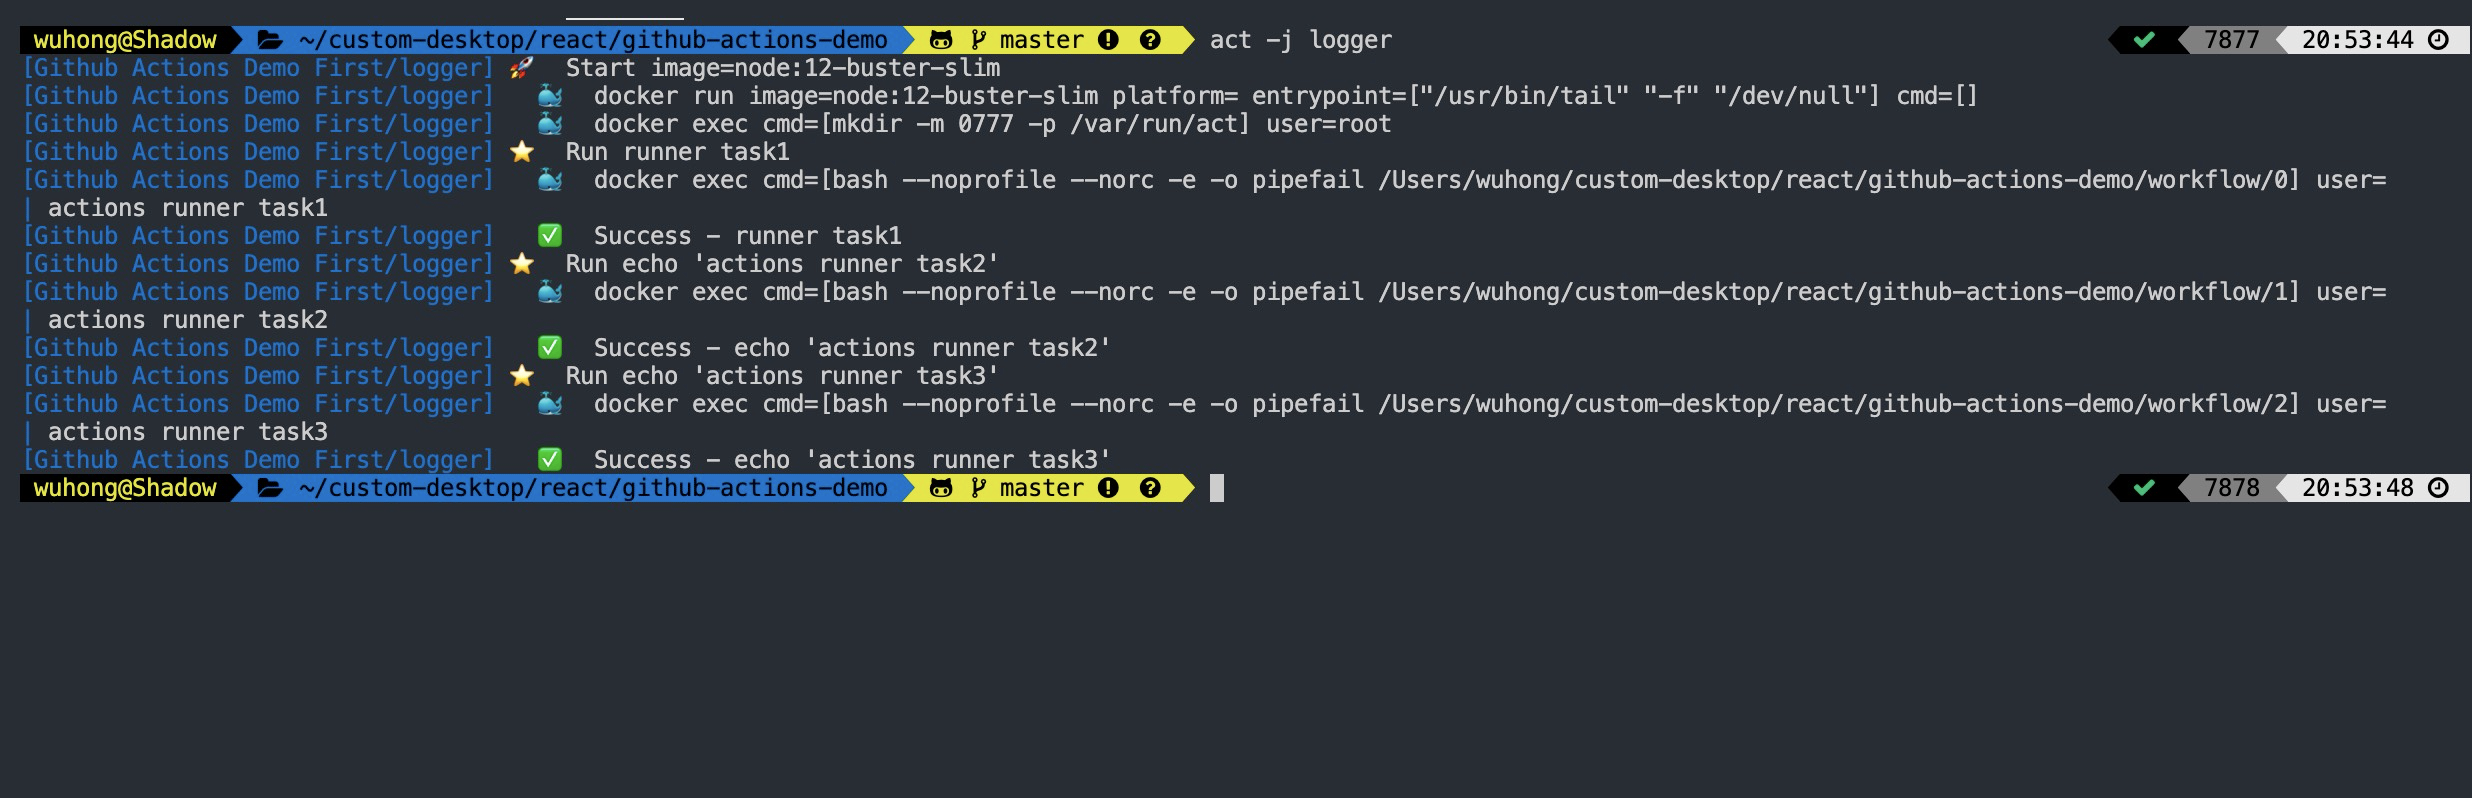 wuhong@Shadow ~/custom-desktop/react/github-actions-demo master act -j logger 7877 20:53:44
[Github Actions Demo First/logger] 🚀 Start image=node:12-buster-slim
[Github Actions Demo First/logger] 🐳 docker run image=node:12-buster-slim platform= entrypoint=["/usr/bin/tail" "-f" "/dev/null"] cmd=[]
[Github Actions Demo First/logger] 🐳 docker exec cmd=[mkdir -m 0777 -p /var/run/act] user=root
[Github Actions Demo First/logger] ⭐ Run runner task1
[Github Actions Demo First/logger] 🐳 docker exec cmd=[bash --noprofile --norc -e -o pipefail /Users/wuhong/custom-desktop/react/github-actions-demo/workflow/0] user=
| actions runner task1
[Github Actions Demo First/logger] ✅ Success - runner task1
[Github Actions Demo First/logger] ⭐ Run echo 'actions runner task2'
[Github Actions Demo First/logger] 🐳 docker exec cmd=[bash --noprofile --norc -e -o pipefail /Users/wuhong/custom-desktop/react/github-actions-demo/workflow/1] user=
| actions runner task2
[Github Actions Demo First/logger] ✅ Success - echo 'actions runner task2'
[Github Actions Demo First/logger] ⭐ Run echo 'actions runner task3'
[Github Actions Demo First/logger] 🐳 docker exec cmd=[bash --noprofile --norc -e -o pipefail /Users/wuhong/custom-desktop/react/github-actions-demo/workflow/2] user=
| actions runner task3
[Github Actions Demo First/logger] ✅ Success - echo 'actions runner task3'
wuhong@Shadow ~/custom-desktop/react/github-actions-demo master 7878 20:53:48